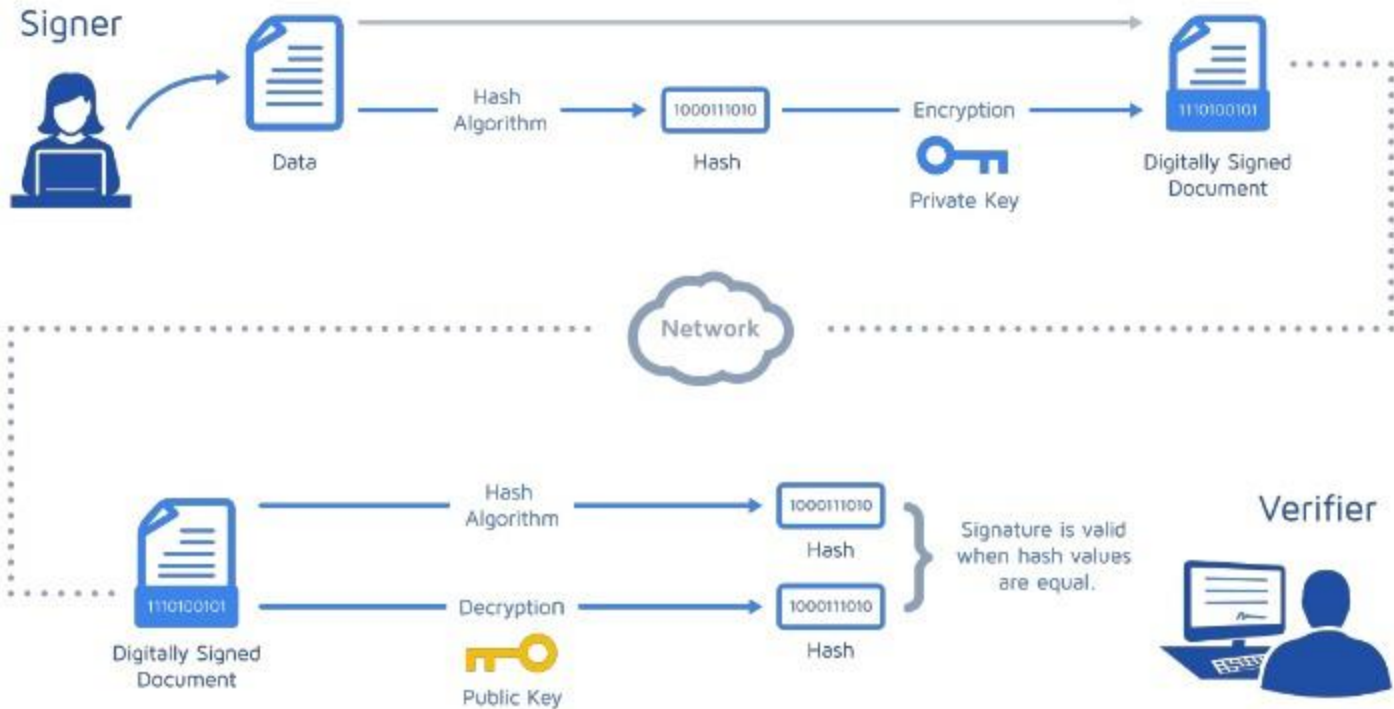 Signer
Hash
Algorithm
1000111010
Encryption
1110100101
Data
Hash
Private Key
Digitally Signed
Document
Network
Hash
Algorithm
1000111010
Hash
Signature is valid
when hash values
are equal.
Verifier
1110100101
Decryption
1000111010
Hash
Digitally Signed
Document
Public Key